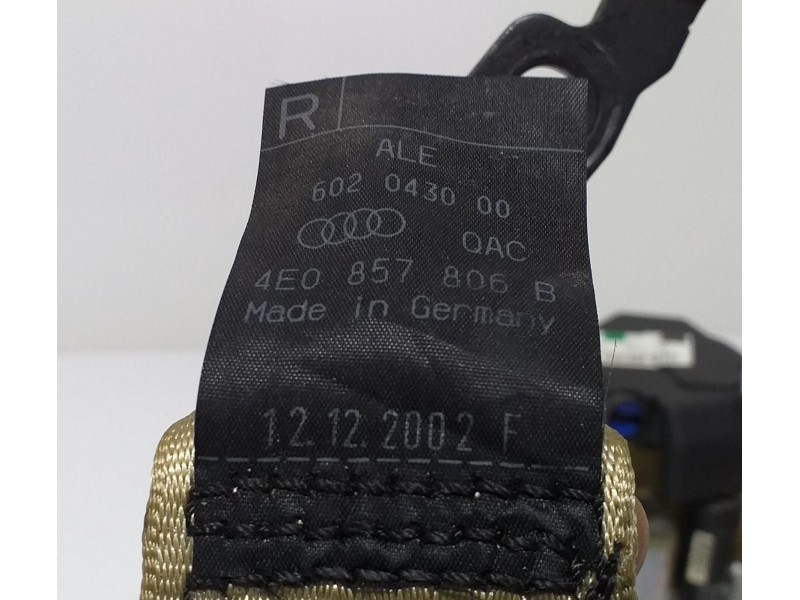 R
ALE
602 0430 00
QAC
4E0 857 806 B
Made in Germany
12.12.2002 F